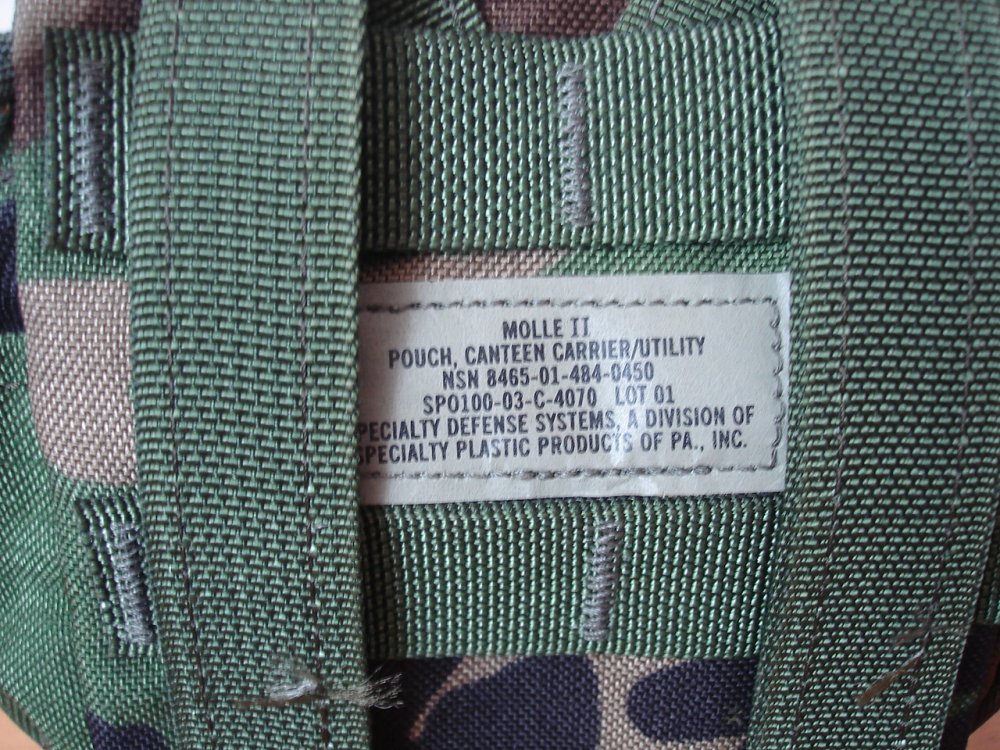 MOLLE II
POUCH, CANTEEN CARRIER/UTILITY
NSN 8465-01-484-0450
SPO100-03-C-4070 LOT 01
PECIALTY DEFENSE SYSTEMS, A DIVISION OF
SPECIALTY PLASTIC PRODUCTS OF PA., INC.